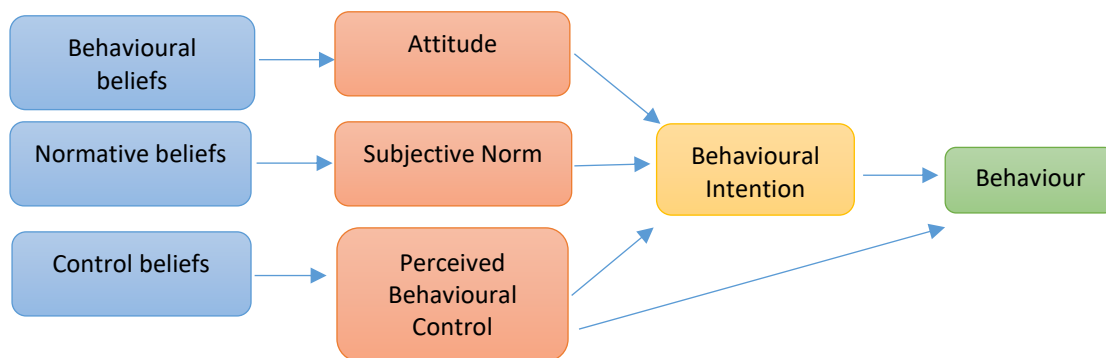 Behavioural
beliefs
Attitude
Normative beliefs
Subjective Norm
Behavioural
Intention
Behaviour
Control beliefs
Perceived
Behavioural
Control